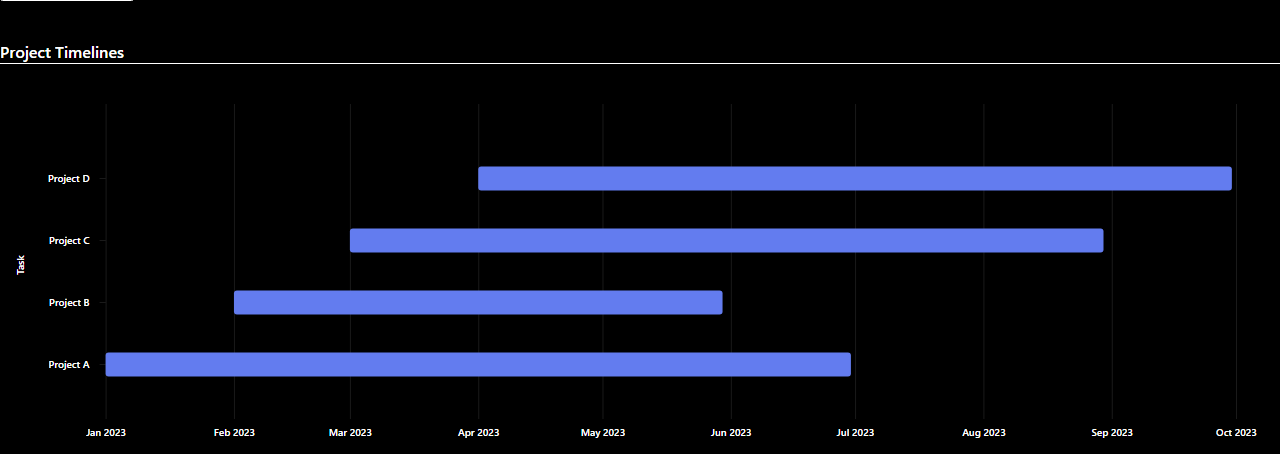 Project Timelines
Project D
Project C
Project B
Project A
Task
Jan 2023
Feb 2023
Mar 2023
Apr 2023
May 2023
Jun 2023
Jul 2023
Aug 2023
Sep 2023
Oct 2023